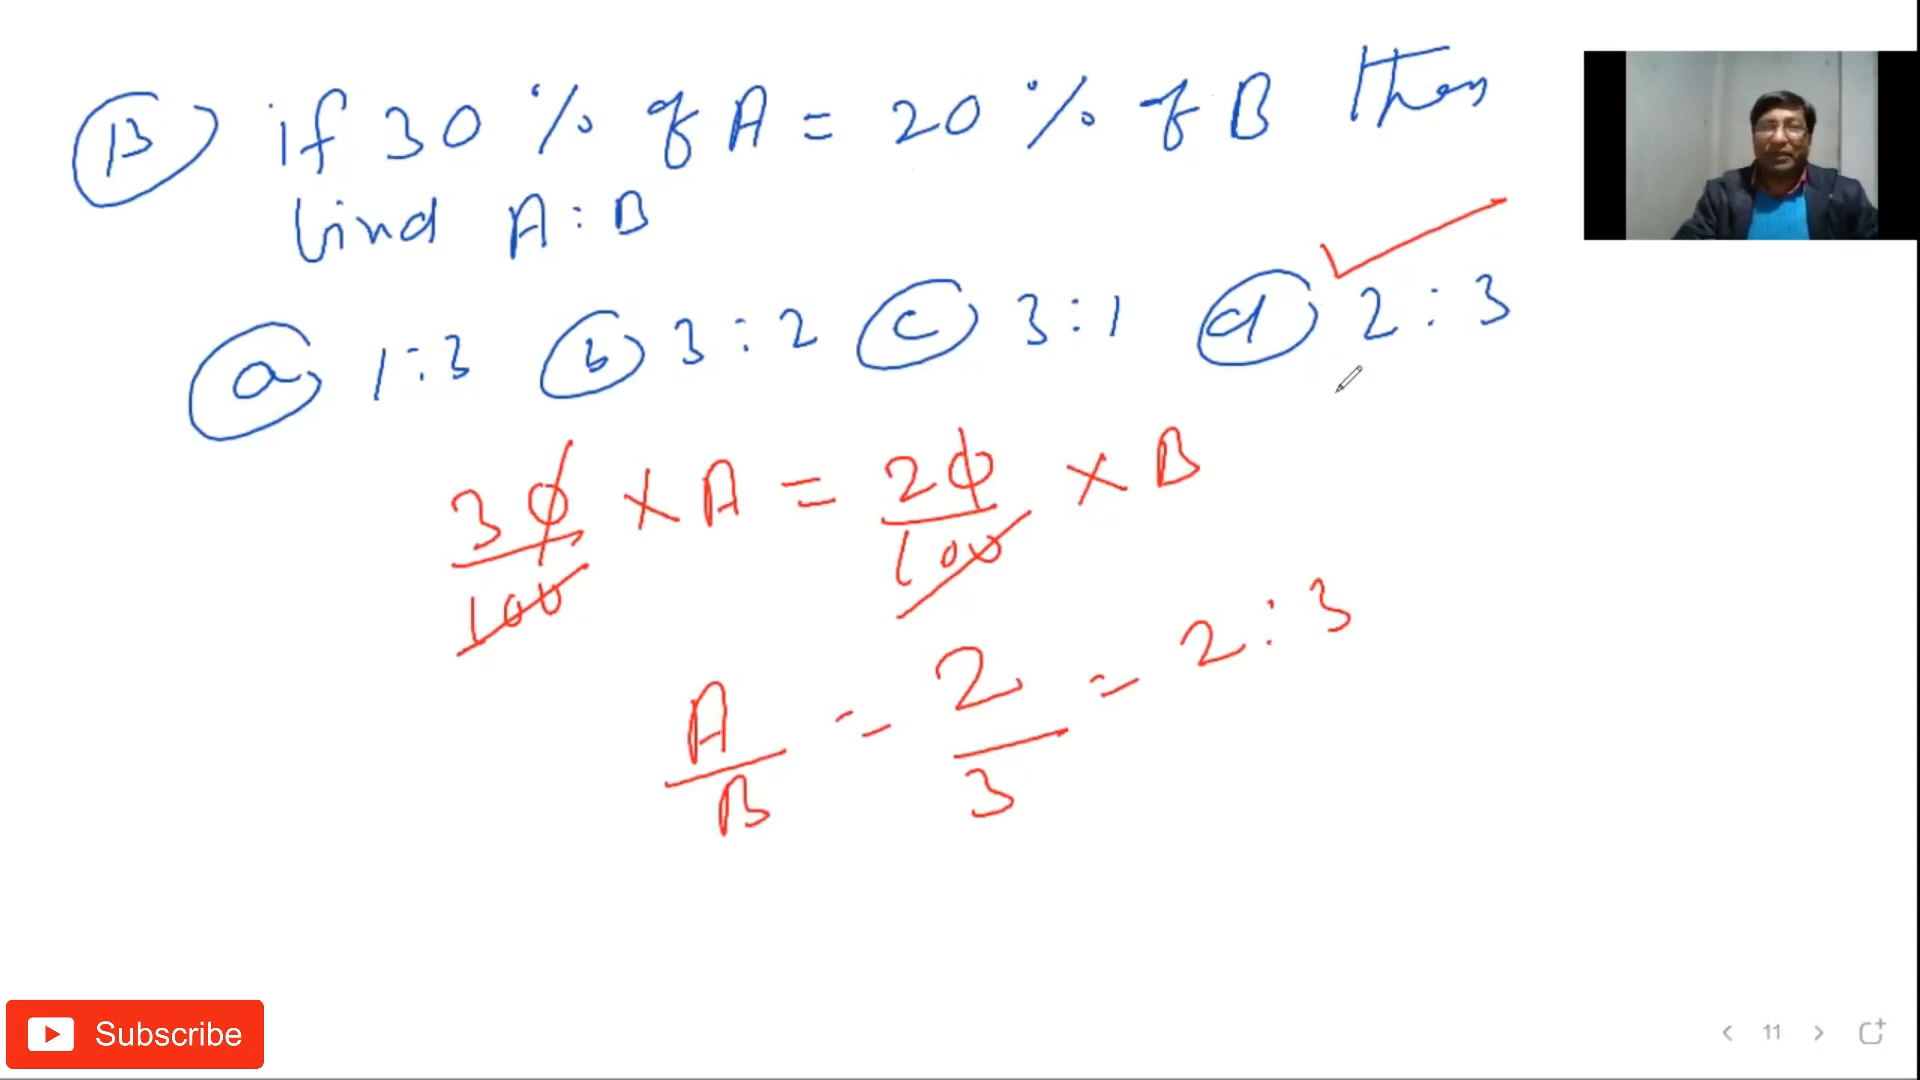 B if 30 % of A = 20 % of B then
find A : B
a 1 : 3 b 3 : 2 c 3 : 1 d 2 : 3
30/100 × A = 20/100 × B
A/B = 2/3 = 2 : 3
Subscribe
< 11 >